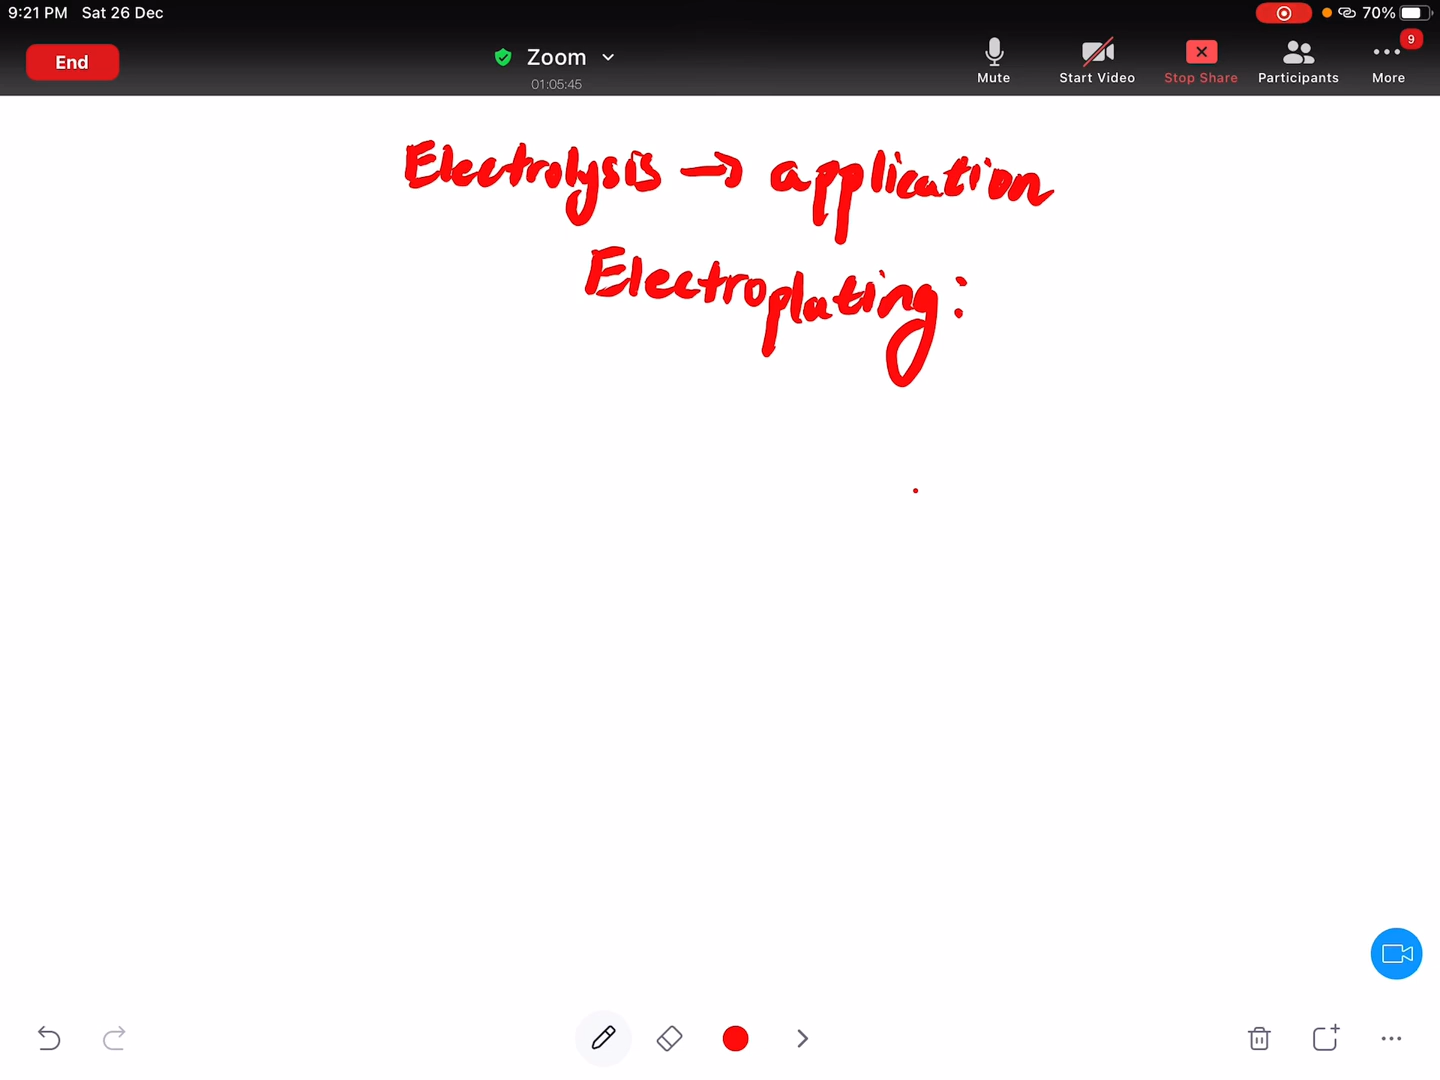 9:21 PM Sat 26 Dec
70%
End
Zoom
01:05:45
Mute
Start Video
Stop Share
Participants
9
More
Electrolysis → application
Electroplating: